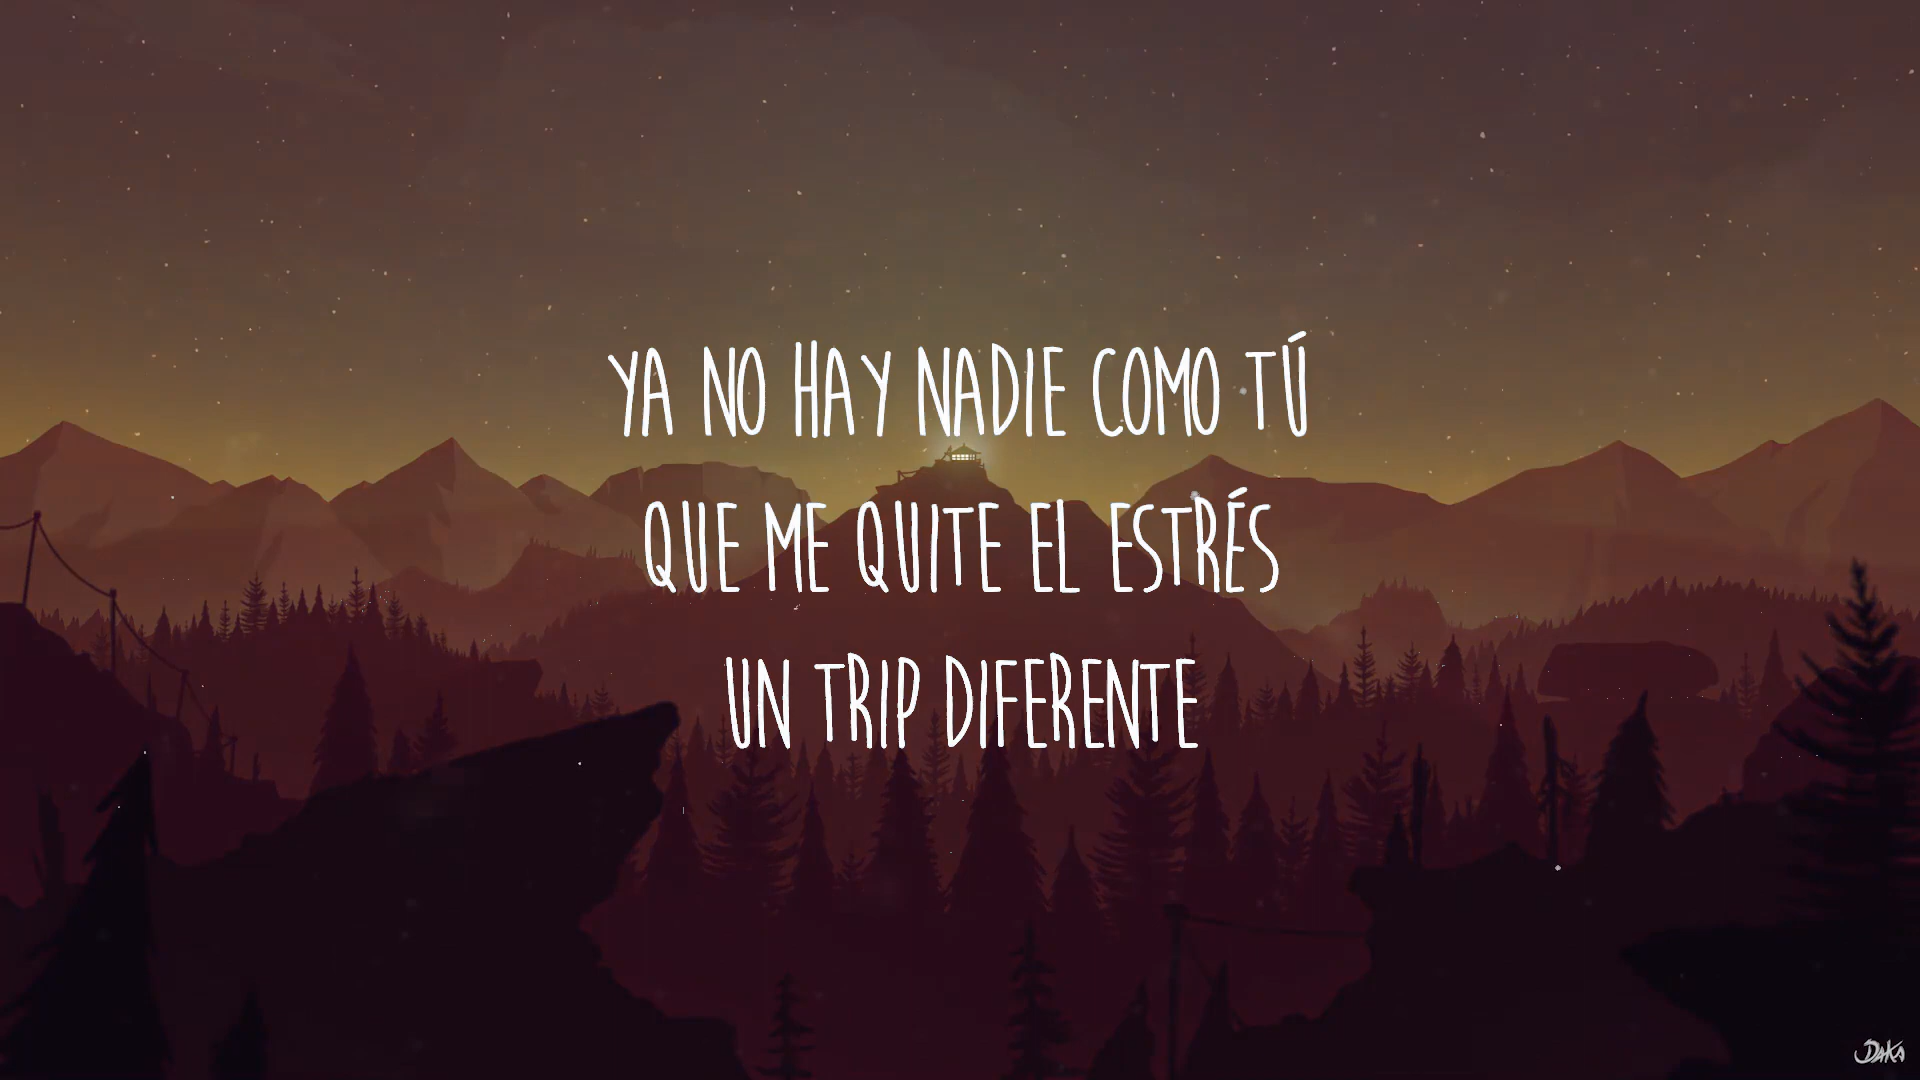 YA NO HAY NADIE COMO TÚ
QUE ME QUITE EL ESTRÉS
UN TRIP DIFERENTE
DAKA